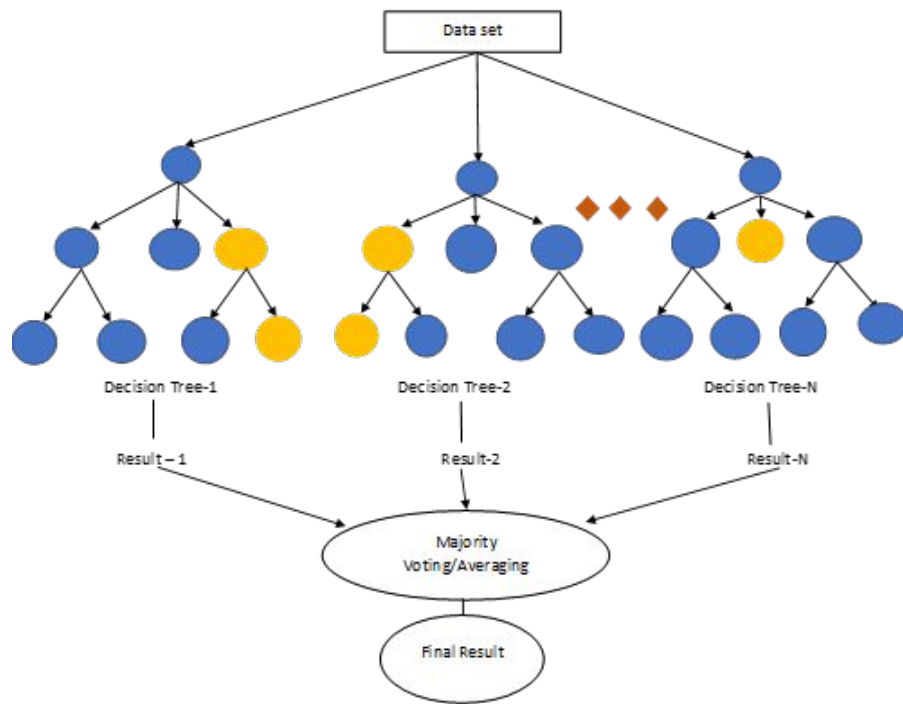 Data set
Decision Tree-1
Decision Tree-2
Decision Tree-N
Result – 1
Result-2
Result-N
Majority
Voting/Averaging
Final Result